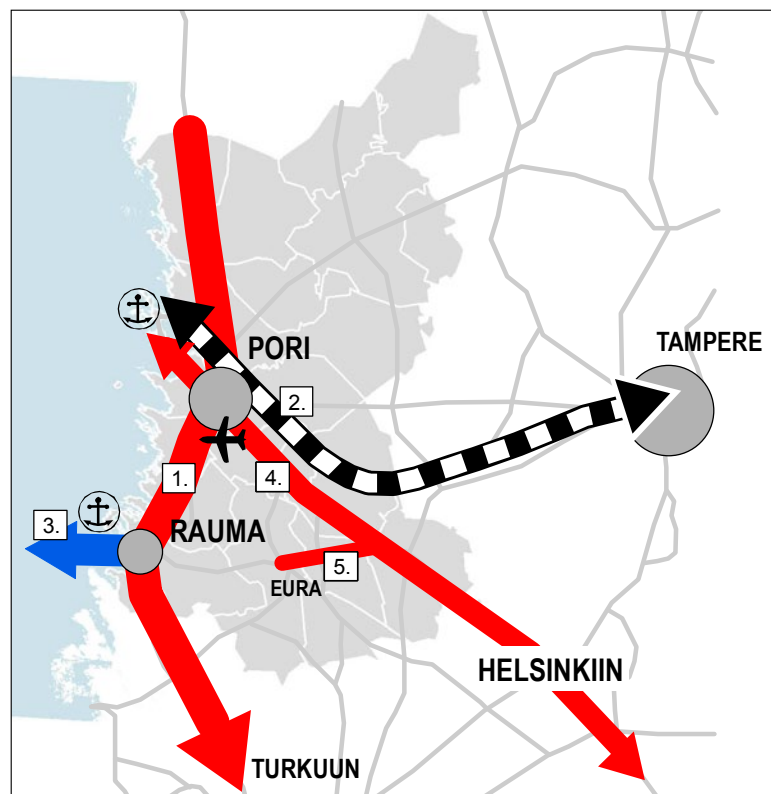 PORI
TAMPERE
2.
1.
4.
3.
RAUMA
5.
EURA
HELSINKIIN
TURKUUN